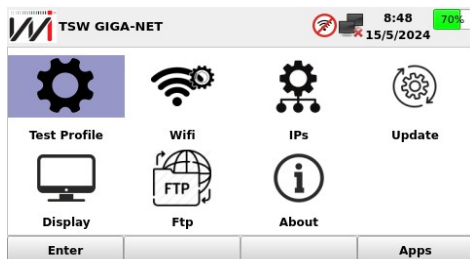 TSW GIGA-NET
8:48
15/5/2024
70%
Test Profile Wifi IPs Update
FTP
Display Ftp About
Enter Apps